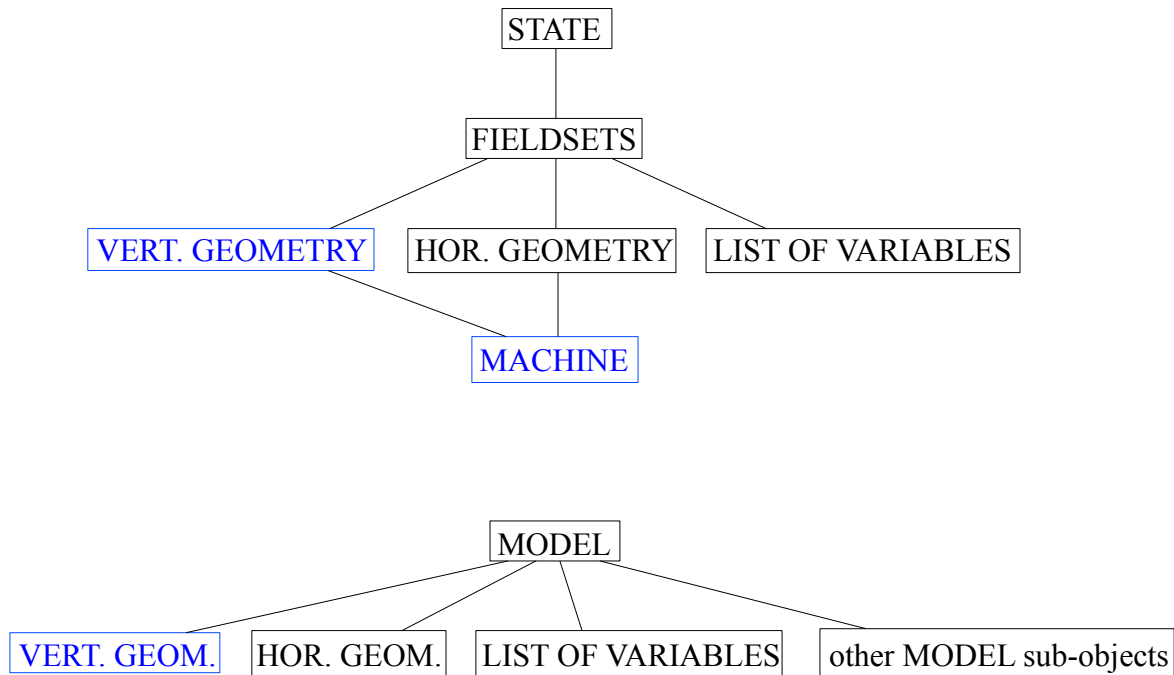 STATE
FIELDSETS
VERT. GEOMETRY
HOR. GEOMETRY
LIST OF VARIABLES
MACHINE
MODEL
VERT. GEOM.
HOR. GEOM.
LIST OF VARIABLES
other MODEL sub-objects